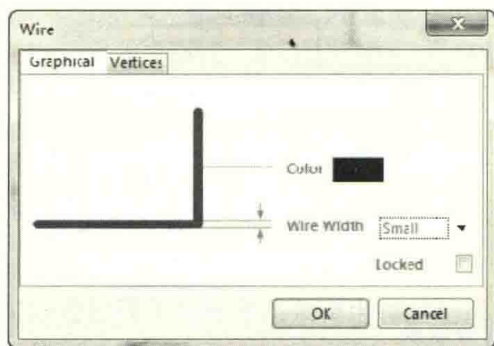 Wire
Graphical Vertices
Color
Wire Width Small
Locked
OK Cancel